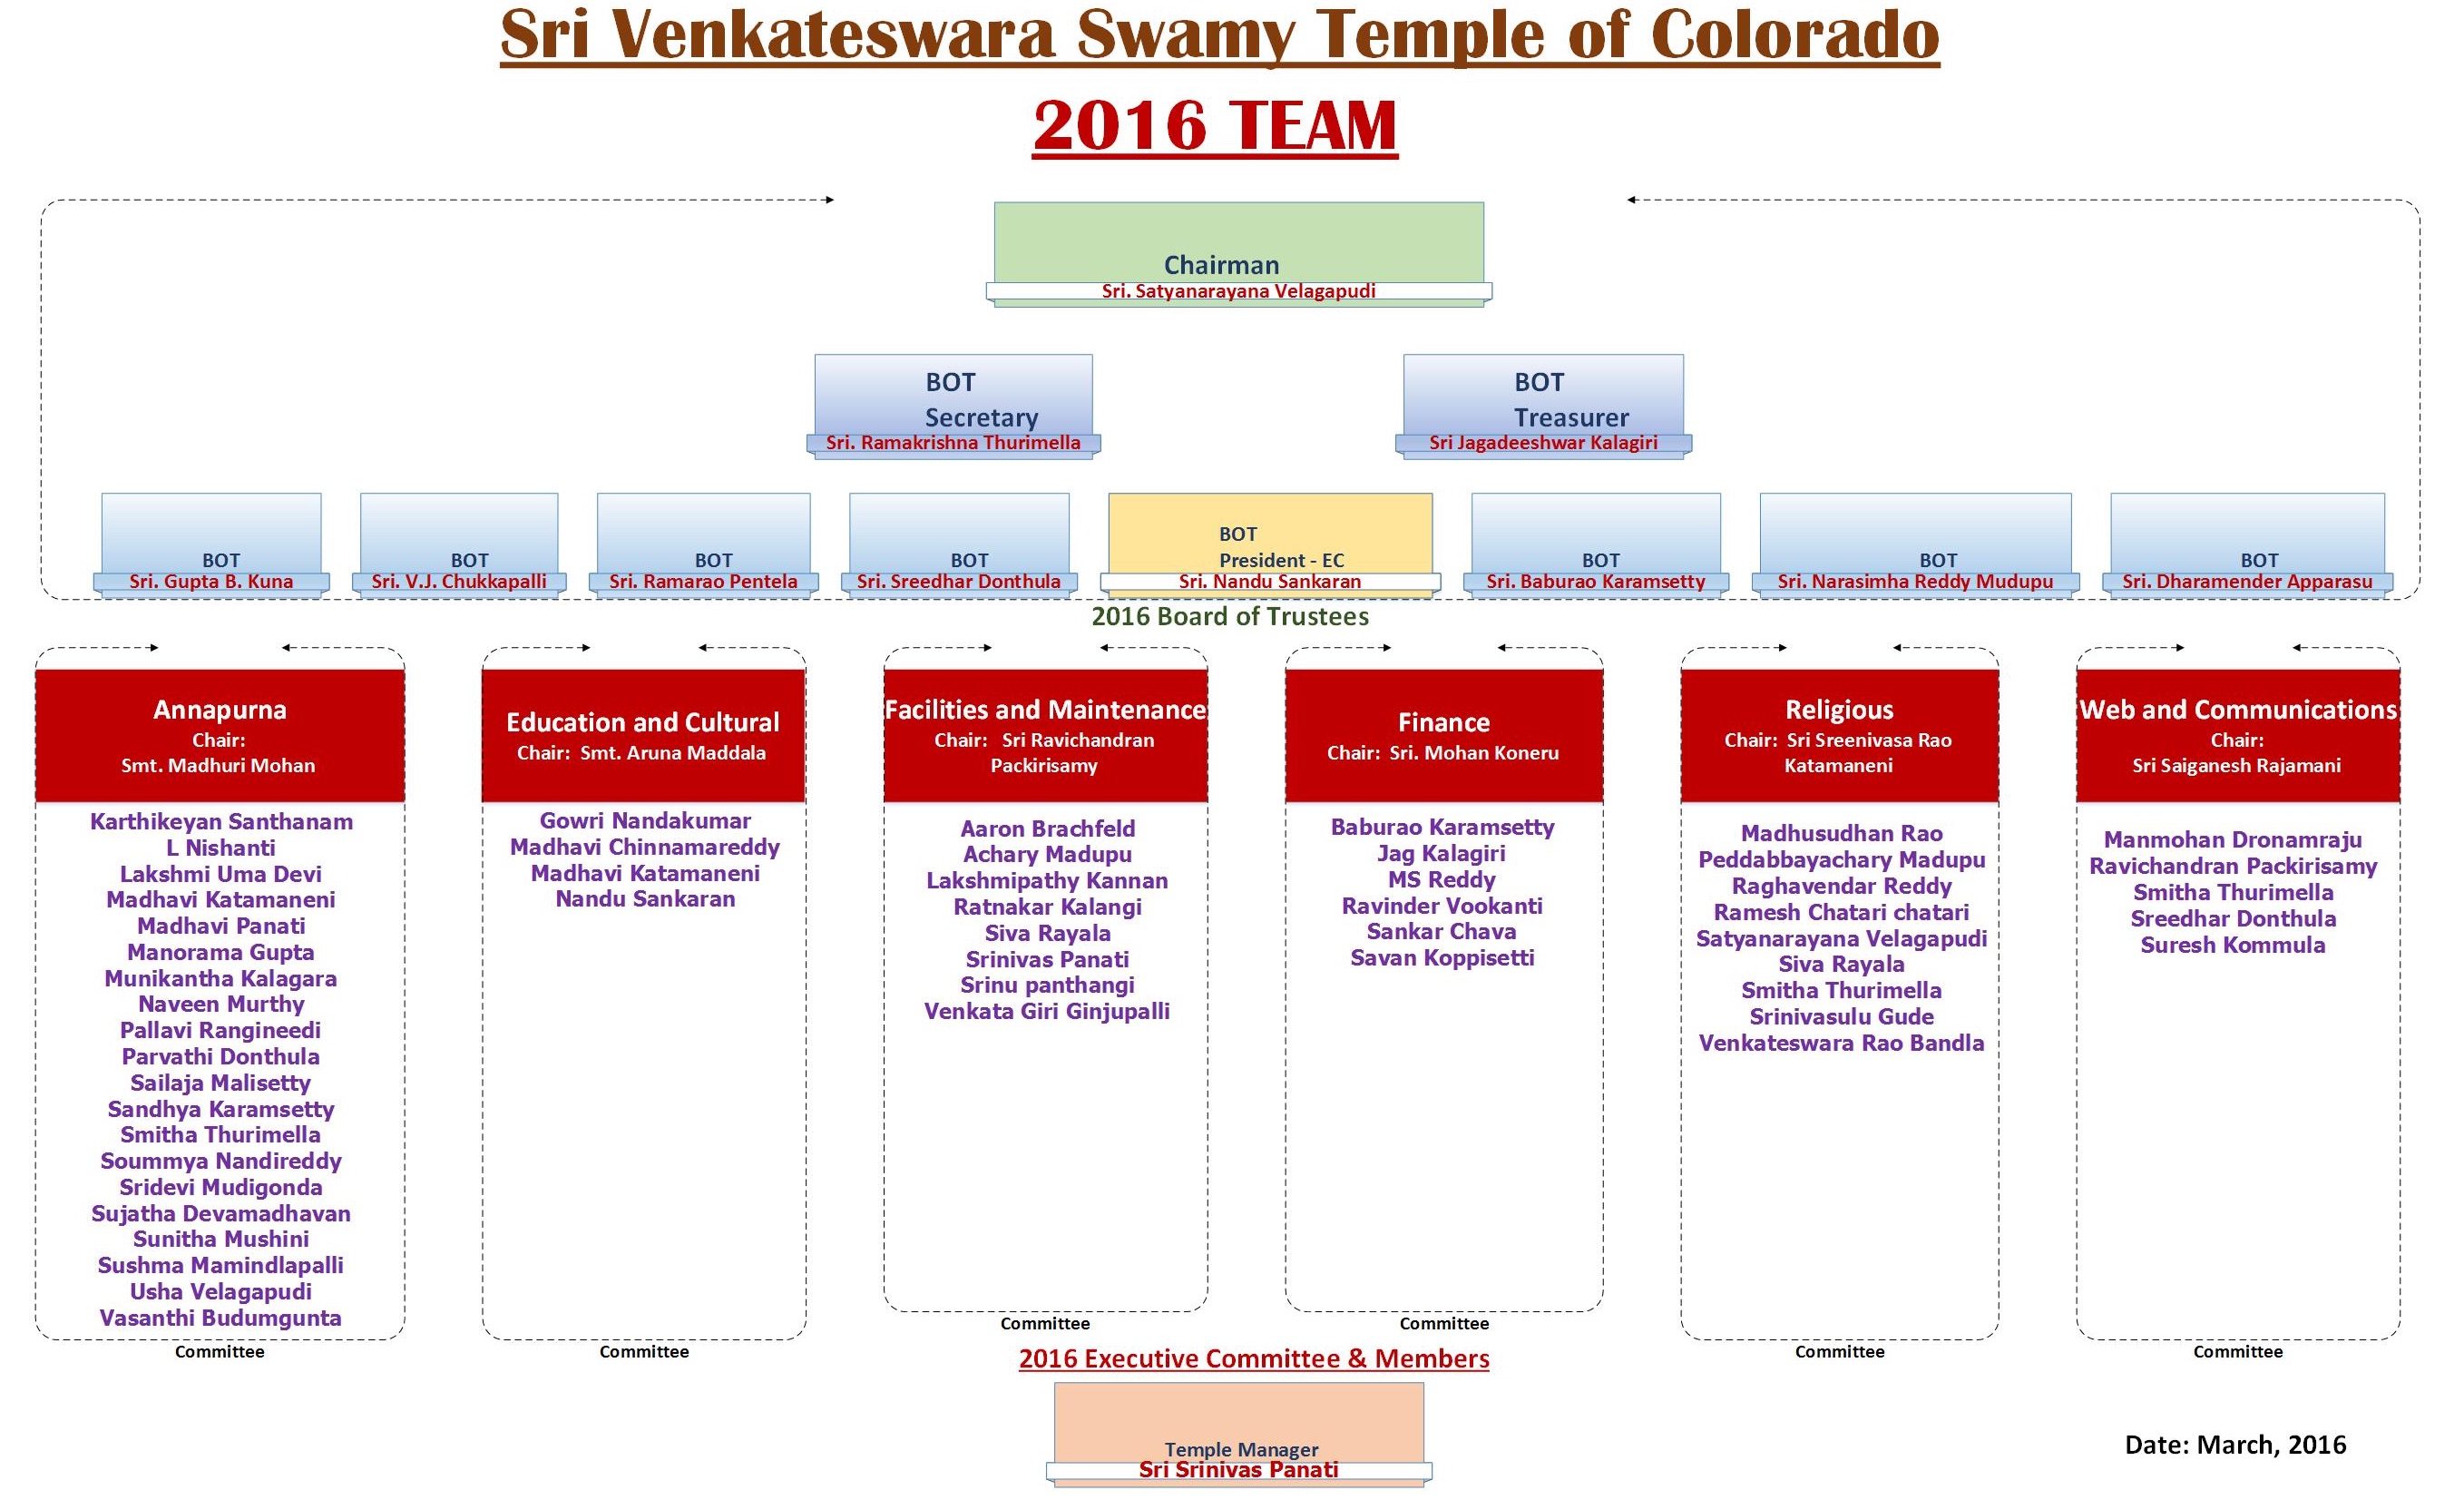 Sri Venkateswara Swamy Temple of Colorado
2016 TEAM
Chairman
Sri. Satyanarayana Velagapudi
BOT
Secretary
Sri. Ramakrishna Thurimella
BOT
Treasurer
Sri Jagadeeshwar Kalagiri
BOT
Sri. Gupta B. Kuna
BOT
Sri. V.J. Chukkapalli
BOT
Sri. Ramarao Pentela
BOT
Sri. Sreedhar Donthula
BOT
President - EC
Sri. Nandu Sankaran
BOT
Sri. Baburao Karamsetty
BOT
Sri. Narasimha Reddy Mudupu
BOT
Sri. Dharamender Apparasu
2016 Board of Trustees
Annapurna
Chair:
Smt. Madhuri Mohan
Karthikeyan Santhanam
L Nishanti
Lakshmi Uma Devi
Madhavi Katamaneni
Madhavi Panati
Manorama Gupta
Munikantha Kalagara
Naveen Murthy
Pallavi Rangineedi
Parvathi Donthula
Sailaja Malisetty
Sandhya Karamsetty
Smitha Thurimella
Soummya Nandireddy
Sridevi Mudigonda
Sujatha Devamadhavan
Sunitha Mushini
Sushma Mamindlapalli
Usha Velagapudi
Vasanthi Budumgunta
Committee
Education and Cultural
Chair: Smt. Aruna Maddala
Gowri Nandakumar
Madhavi Chinnamareddy
Madhavi Katamaneni
Nandu Sankaran
Committee
Facilities and Maintenance
Chair: Sri Ravichandran
Packirisamy
Aaron Brachfeld
Achary Madupu
Lakshmipathy Kannan
Ratnakar Kalangi
Siva Rayala
Srinivas Panati
Srinu panthangi
Venkata Giri Ginjupalli
Committee
Finance
Chair: Sri. Mohan Koneru
Baburao Karamsetty
Jag Kalagiri
MS Reddy
Ravinder Vookanti
Sankar Chava
Savan Koppisetti
Committee
Religious
Chair: Sri Sreenivasa Rao
Katamaneni
Madhusudhan Rao
Peddabbayachary Madupu
Raghavendar Reddy
Ramesh Chatari chatari
Satyanarayana Velagapudi
Siva Rayala
Smitha Thurimella
Srinivasulu Gude
Venkateswara Rao Bandla
Committee
Web and Communications
Chair:
Sri Saiganesh Rajamani
Manmohan Dronamraju
Ravichandran Packirisamy
Smitha Thurimella
Sreedhar Donthula
Suresh Kommula
Committee
2016 Executive Committee & Members
Temple Manager
Sri Srinivas Panati
Date: March, 2016